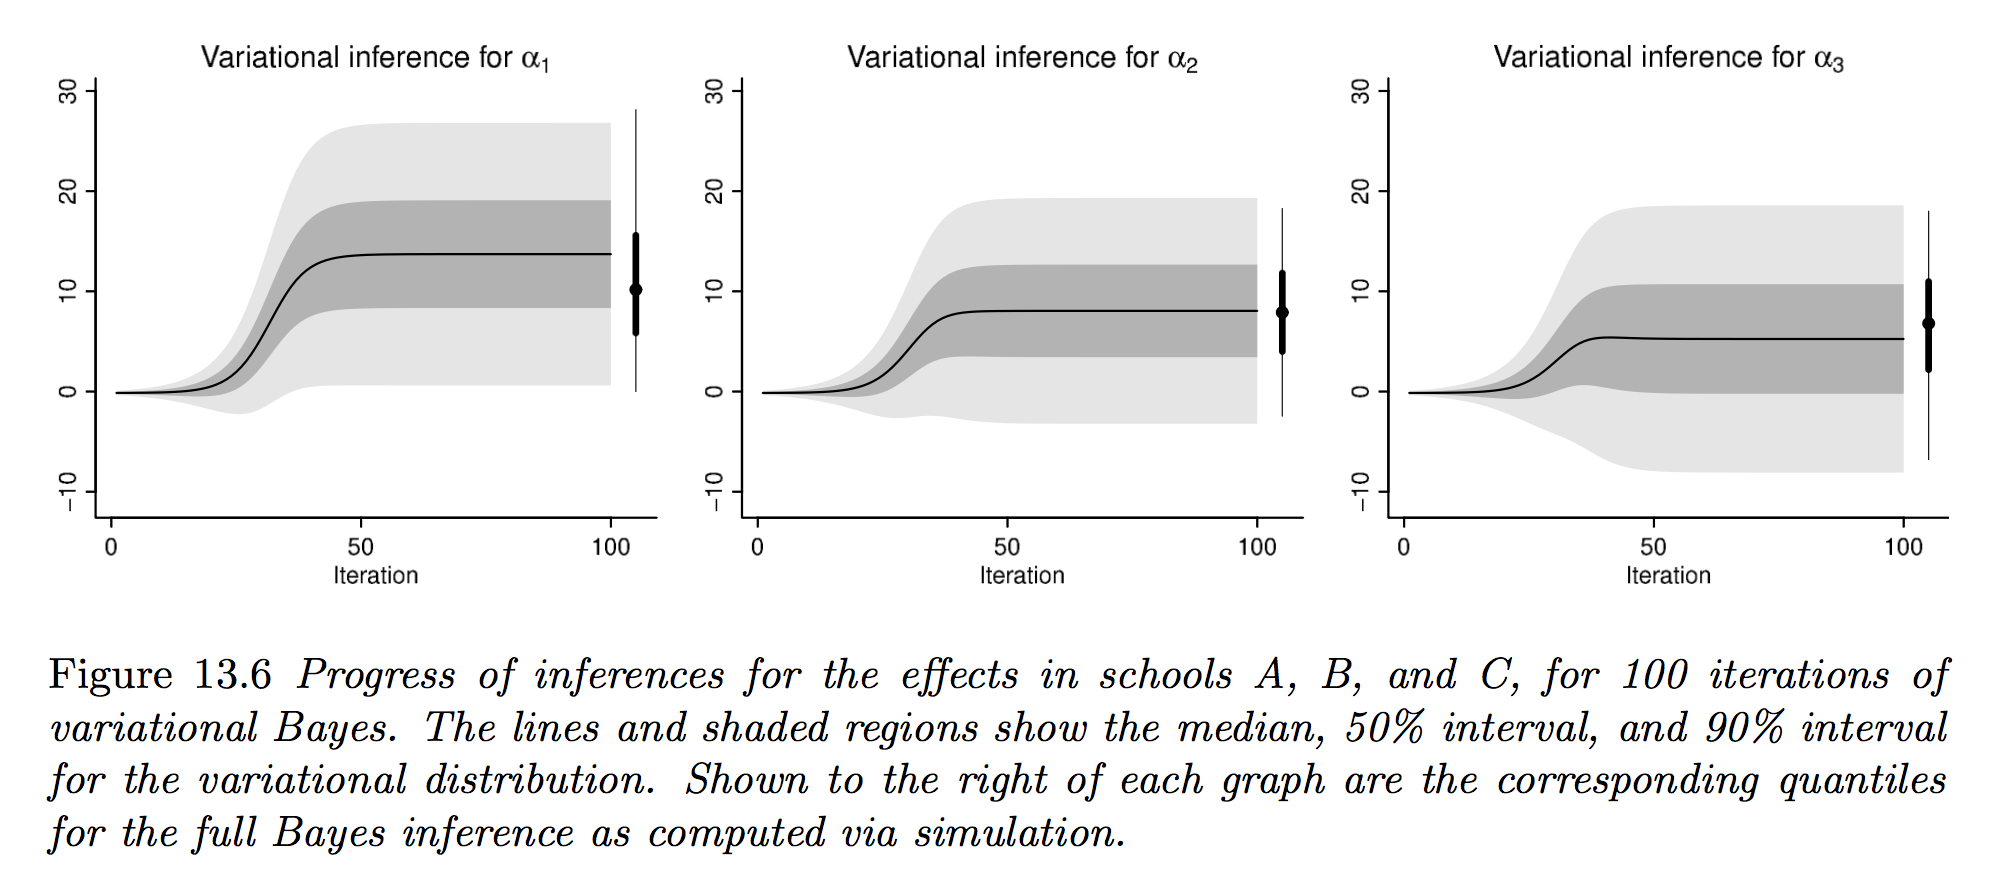 Variational inference for α1
Variational inference for α2
Variational inference for α3
30
20
10
0
−10
0 50 100
Iteration
30
20
10
0
−10
0 50 100
Iteration
30
20
10
0
−10
0 50 100
Iteration
Figure 13.6 Progress of inferences for the effects in schools A, B, and C, for 100 iterations of
variational Bayes. The lines and shaded regions show the median, 50% interval, and 90% interval
for the variational distribution. Shown to the right of each graph are the corresponding quantiles
for the full Bayes inference as computed via simulation.